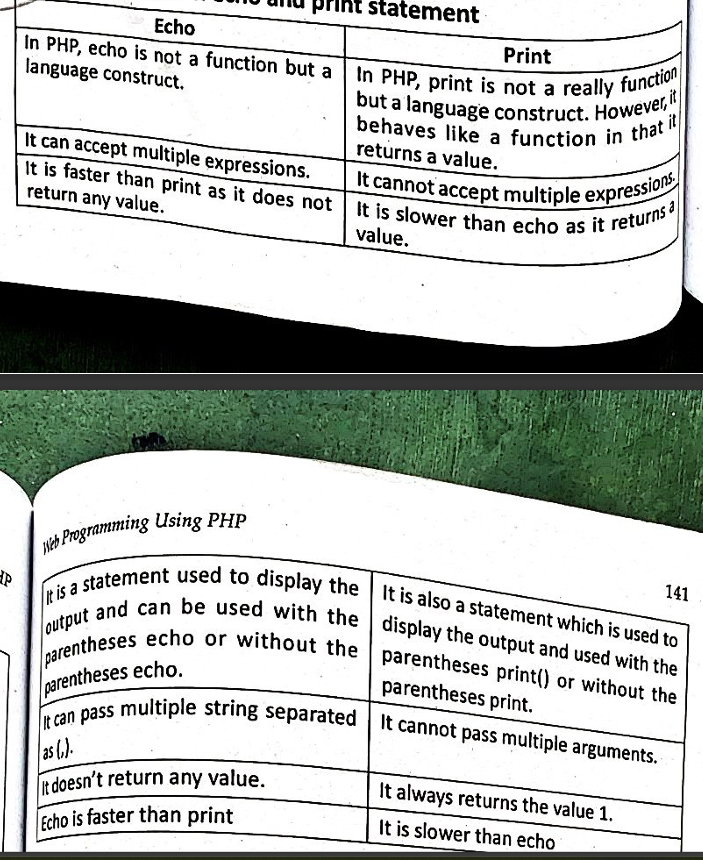 and print statement
Echo
Print
In PHP, echo is not a function but a
language construct.
In PHP, print is not a really function
but a language construct. However, it
behaves like a function in that it
returns a value.
It can accept multiple expressions.
It cannot accept multiple expressions.
It is faster than print as it does not
return any value.
It is slower than echo as it returns a
value.
Web Programming Using PHP
141
It is a statement used to display the
output and can be used with the
parentheses echo or without the
parentheses echo.
It is also a statement which is used to
display the output and used with the
parentheses print() or without the
parentheses print.
It can pass multiple string separated
as (,).
It cannot pass multiple arguments.
It doesn't return any value.
It always returns the value 1.
Echo is faster than print
It is slower than echo